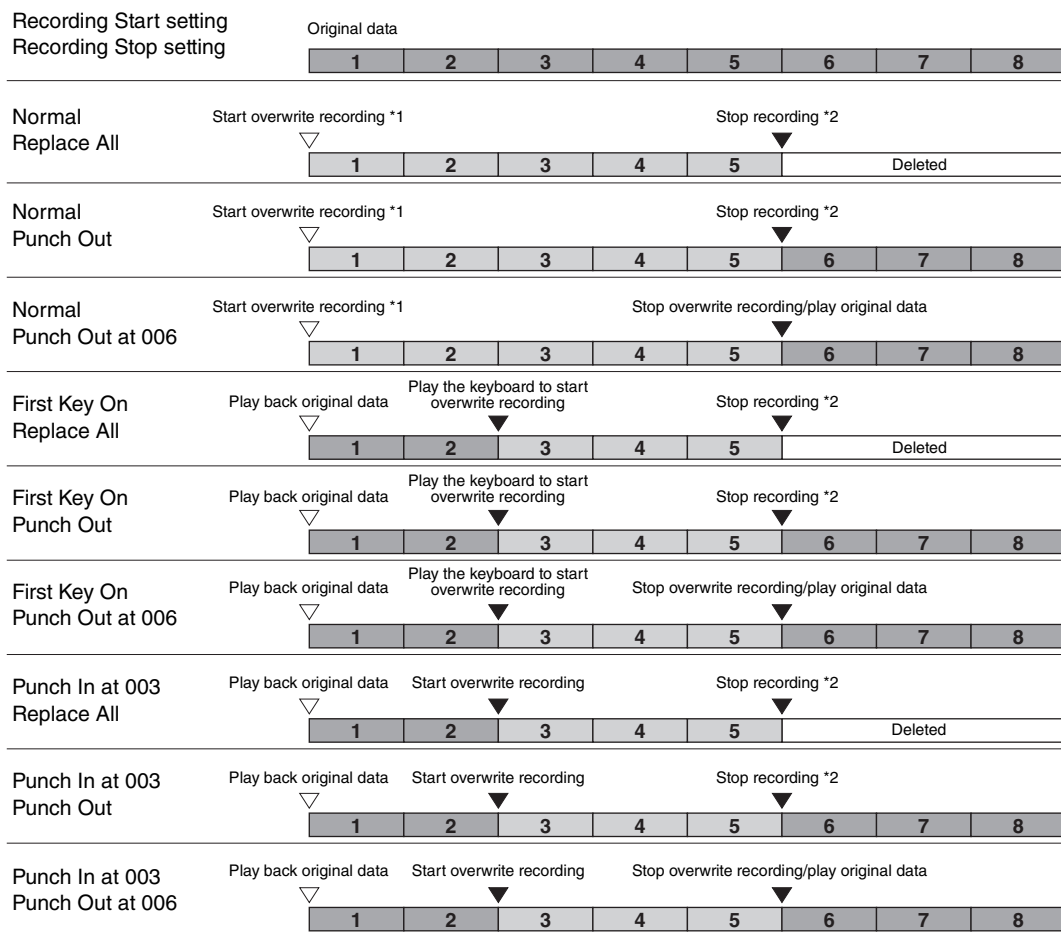 Recording Start setting
Recording Stop setting
Original data
1 2 3 4 5 6 7 8
Normal
Replace All
Start overwrite recording *1
Stop recording *2
1 2 3 4 5 Deleted
Normal
Punch Out
Start overwrite recording *1
Stop recording *2
1 2 3 4 5 6 7 8
Normal
Punch Out at 006
Start overwrite recording *1
Stop overwrite recording/play original data
1 2 3 4 5 6 7 8
First Key On
Replace All
Play back original data
Play the keyboard to start
overwrite recording
Stop recording *2
1 2 3 4 5 Deleted
First Key On
Punch Out
Play back original data
Play the keyboard to start
overwrite recording
Stop recording *2
1 2 3 4 5 6 7 8
First Key On
Punch Out at 006
Play back original data
Play the keyboard to start
overwrite recording
Stop overwrite recording/play original data
1 2 3 4 5 6 7 8
Punch In at 003
Replace All
Play back original data
Start overwrite recording
Stop recording *2
1 2 3 4 5 Deleted
Punch In at 003
Punch Out
Play back original data
Start overwrite recording
Stop recording *2
1 2 3 4 5 6 7 8
Punch In at 003
Punch Out at 006
Play back original data
Start overwrite recording
Stop overwrite recording/play original data
1 2 3 4 5 6 7 8